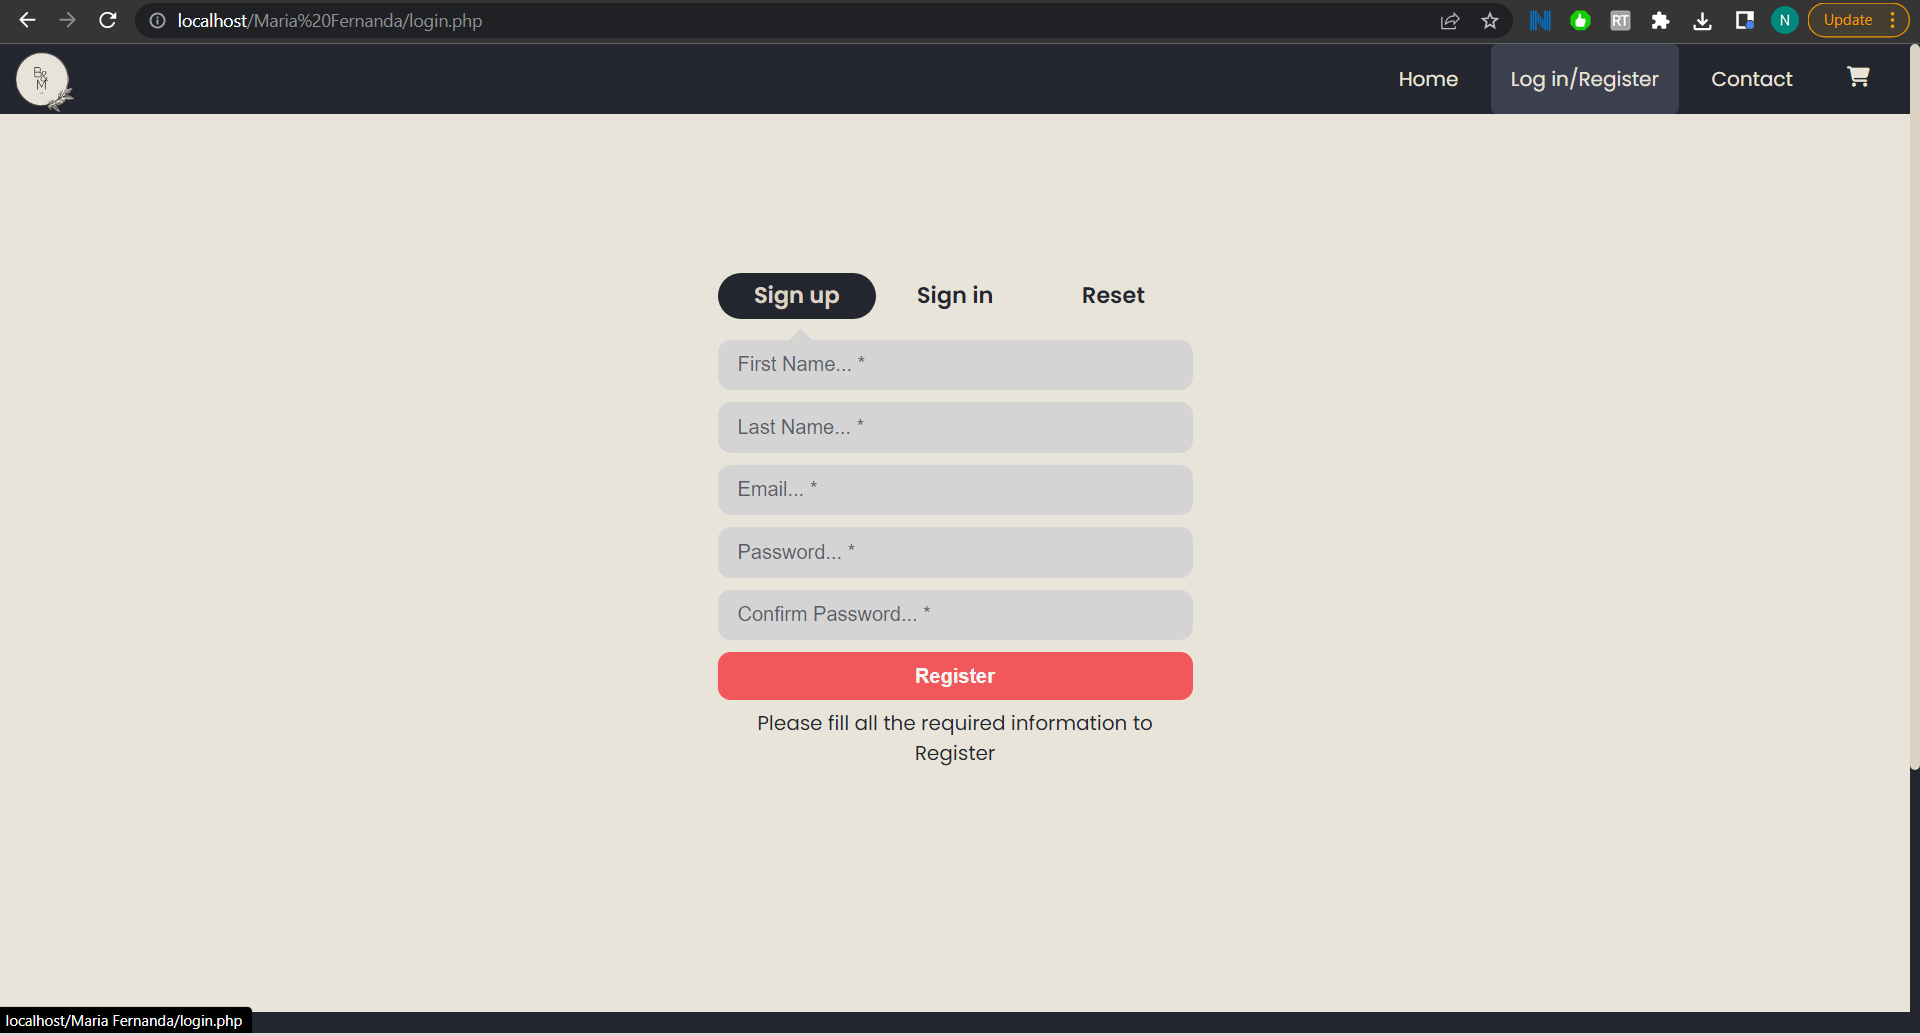 localhost/Maria%20Fernanda/login.php
RT
N
Update
B&
M
Home
Log in/Register
Contact
Sign up
Sign in
Reset
First Name... *
Last Name... *
Email... *
Password... *
Confirm Password... *
Register
Please fill all the required information to
Register
localhost/Maria Fernanda/login.php